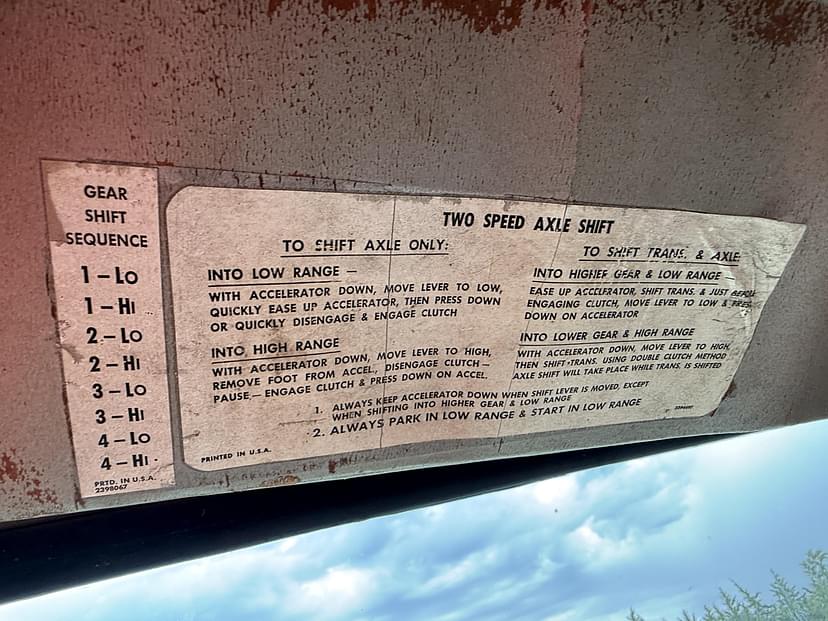 GEAR
SHIFT
SEQUENCE
1 – LO
1 – HI
2 – LO
2 – HI
3 – LO
3 – HI
4 – LO
4 – HI
PRTD. IN U.S.A.
2398067
TWO SPEED AXLE SHIFT
TO SHIFT AXLE ONLY:
INTO LOW RANGE –
WITH ACCELERATOR DOWN, MOVE LEVER TO LOW,
QUICKLY EASE UP ACCELERATOR, THEN PRESS DOWN
OR QUICKLY DISENGAGE & ENGAGE CLUTCH
INTO HIGH RANGE
WITH ACCELERATOR DOWN, MOVE LEVER TO HIGH,
REMOVE FOOT FROM ACCEL., DISENGAGE CLUTCH –
PAUSE – ENGAGE CLUTCH & PRESS DOWN ON ACCEL.
TO SHIFT TRANS. & AXLE:
INTO HIGHER GEAR & LOW RANGE –
EASE UP ACCELERATOR, SHIFT TRANS. & JUST BEFORE
ENGAGING CLUTCH, MOVE LEVER TO LOW & PRESS
DOWN ON ACCELERATOR
INTO LOWER GEAR & HIGH RANGE
WITH ACCELERATOR DOWN, MOVE LEVER TO HIGH,
THEN SHIFT TRANS. USING DOUBLE CLUTCH METHOD
AXLE SHIFT WILL TAKE PLACE WHILE TRANS. IS SHIFTED
1. ALWAYS KEEP ACCELERATOR DOWN WHEN SHIFT LEVER IS MOVED, EXCEPT
WHEN SHIFTING INTO HIGHER GEAR & LOW RANGE
2. ALWAYS PARK IN LOW RANGE & START IN LOW RANGE
PRINTED IN U.S.A.